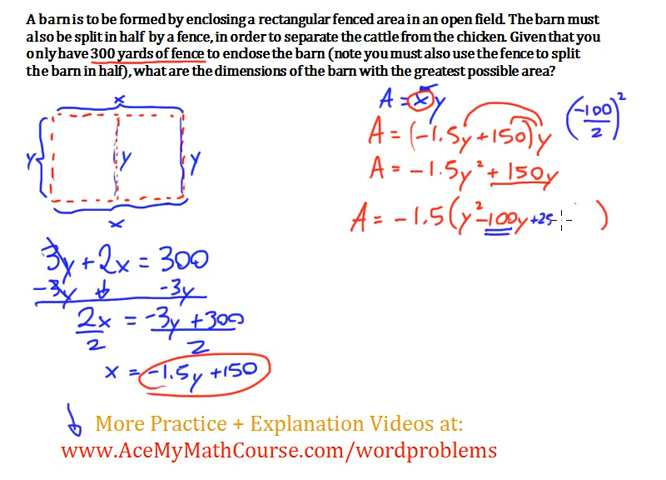 A barn is to be formed by enclosing a rectangular fenced area in an open field. The barn must
also be split in half by a fence, in order to separate the cattle from the chicken. Given that you
only have 300 yards of fence to enclose the barn (note you must also use the fence to split
the barn in half), what are the dimensions of the barn with the greatest possible area?
x
y
y
y
x
A = xy
A = (-1.5y + 150)y
(-100/2)²
A = -1.5y² + 150y
A = -1.5(y² - 100y + 25 )
3y + 2x = 300
-3y -3y
2x = -3y + 300
2 2
x = -1.5y + 150
More Practice + Explanation Videos at:
www.AceMyMathCourse.com/wordproblems